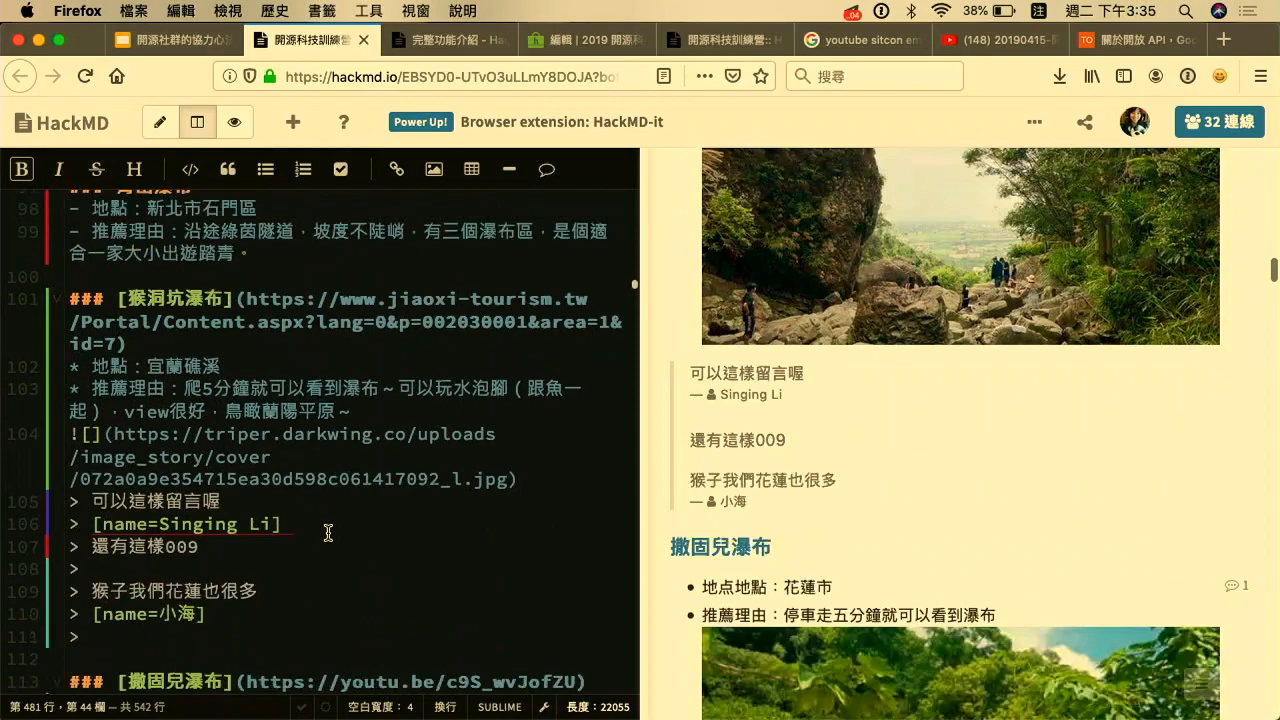 Firefox 檔案 編輯 檢視 歷史 書籤 工具 視窗 說明
.04 38% 注 週二 下午3:35
開源社群的協力心法
開源科技訓練營
完整功能介紹 - Ha
編輯 | 2019 開源科
開源科技訓練營:: H
youtube sitcon em
(148) 20190415-
關於開放 API，Goo
https://hackmd.io/EBSYD0-UTvO3uLLmY8DOJA?bo
搜尋
HackMD
Power Up! Browser extension: HackMD-it
32 連線
B I S H
98 - 地點：新北市石門區
99 - 推薦理由：沿途綠茵隧道，坡度不陡峭，有三個瀑布區，是個適
合一家大小出遊踏青。
100
101 ### [猴洞坑瀑布](https://www.jiaoxi-tourism.tw
/Portal/Content.aspx?lang=0&p=002030001&area=1&
id=7)
102 * 地點：宜蘭礁溪
103 * 推薦理由：爬5分鐘就可以看到瀑布～可以玩水泡腳（跟魚一
起），view很好，鳥瞰蘭陽平原～
104 ![](https://triper.darkwing.co/uploads
/image_story/cover
/072a0a9e354715ea30d598c061417092_l.jpg)
105 > 可以這樣留言喔
106 > [name=Singing Li]
107 > 還有這樣009
108 >
109 > 猴子我們花蓮也很多
110 > [name=小海]
111 >
112
113 ### [撒固兒瀑布](https://youtu.be/c9S_wvJofZU)
第 481 行，第 44 欄 — 共 542 行
空白寬度： 4
換行
SUBLIME
長度：22055
可以這樣留言喔
— Singing Li
還有這樣009
猴子我們花蓮也很多
— 小海
撒固兒瀑布
• 地点地點：花蓮市
1
• 推薦理由：停車走五分鐘就可以看到瀑布